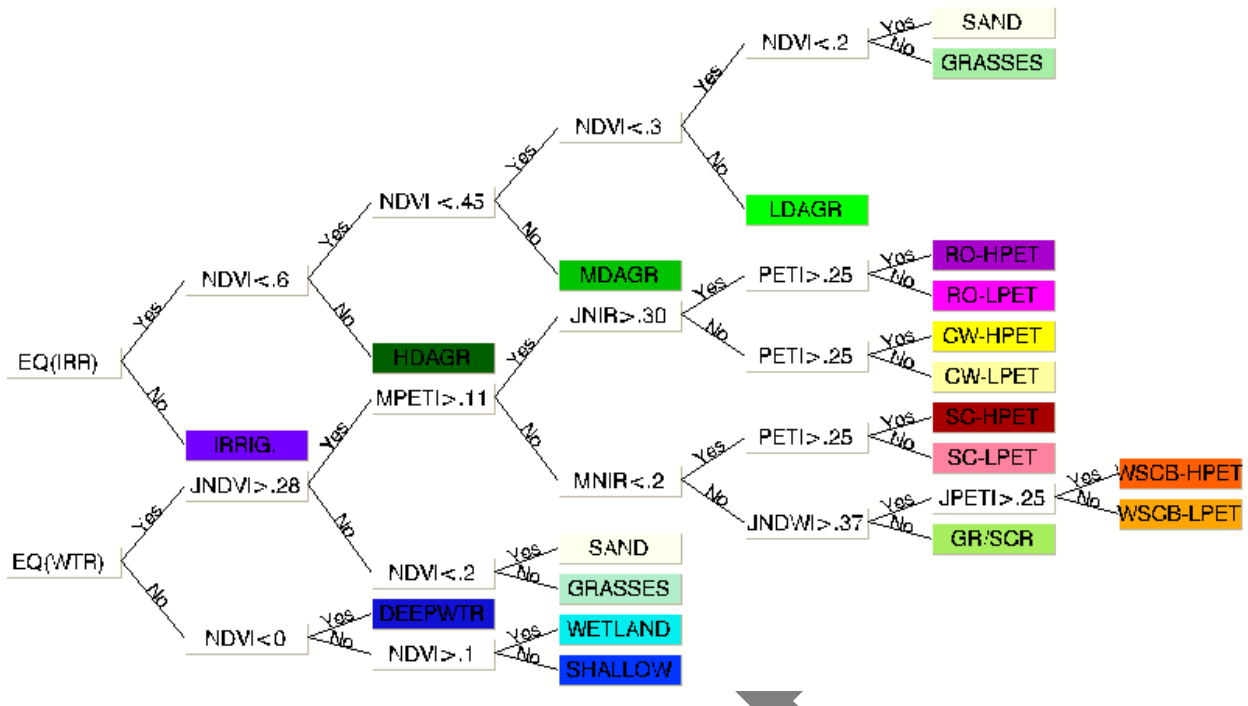 Yes
SAND
NDVI<.2
No
GRASSES
Yes
NDVI<.3
Yes
No
NDVI <.45
LDAGR
Yes
No
NDVI<.6
MDAGR
Yes
No
EQ(IRR)
HDAGR
No
IRRIG.
Yes
RO-HPET
PETI>.25
No
RO-LPET
Yes
JNIR>.30
No
Yes
CW-HPET
PETI>.25
No
CW-LPET
Yes
MPETI>.11
No
Yes
SC-HPET
PETI>.25
No
SC-LPET
Yes
MNIR<.2
No
Yes
WSCB-HPET
JPETI>.25
No
WSCB-LPET
Yes
JNDWI>.37
No
GR/SCR
Yes
JNDVI>.28
No
Yes
SAND
NDVI<.2
No
GRASSES
Yes
EQ(WTR)
No
Yes
DEEPWTR
NDVI<0
No
Yes
WETLAND
NDVI>.1
No
SHALLOW